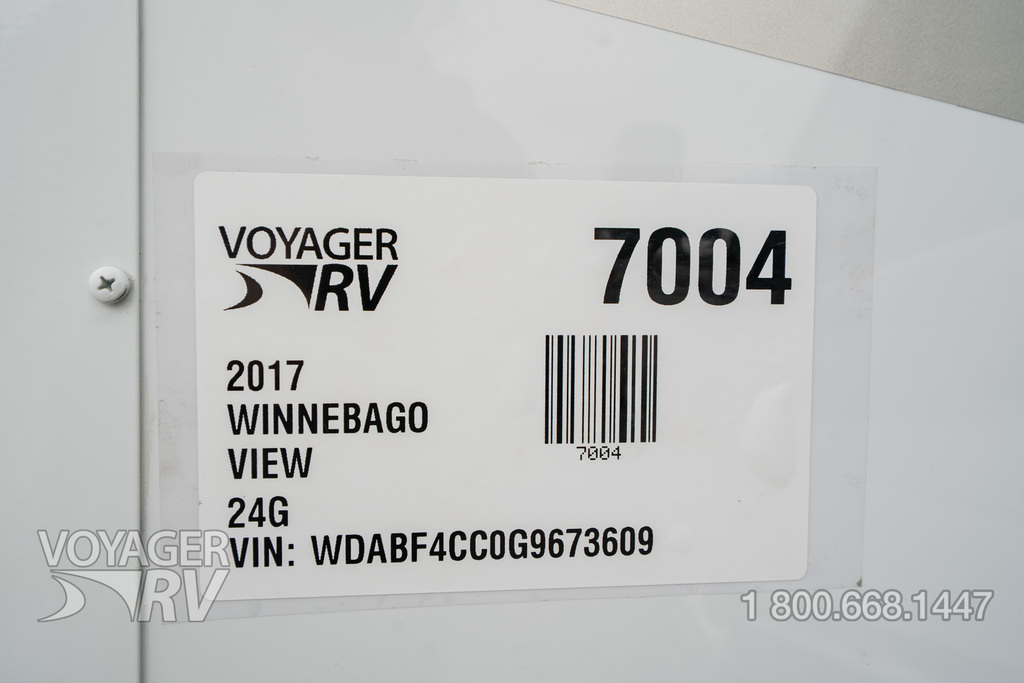 VOYAGER
RV
7004
7004
2017
WINNEBAGO
VIEW
24G
VIN: WDABF4CC0G9673609
VOYAGER
RV
1 800.668.1447